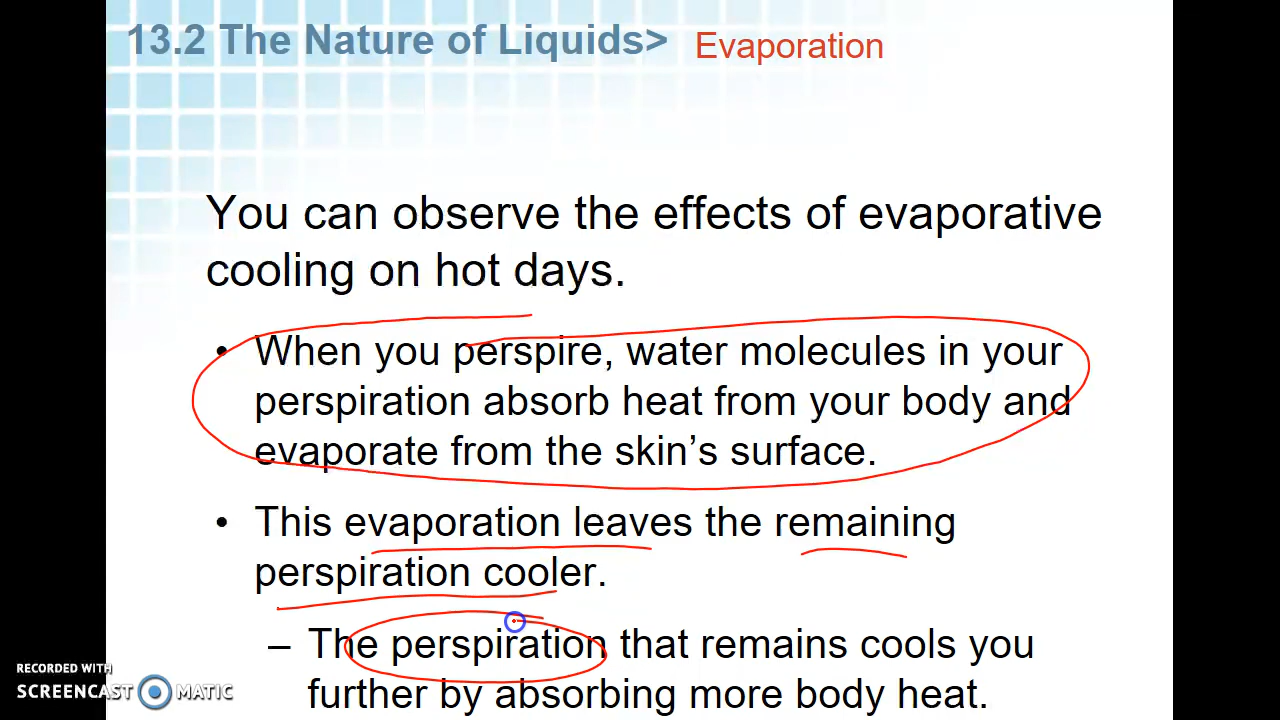 13.2 The Nature of Liquids> Evaporation
You can observe the effects of evaporative
cooling on hot days.
• When you perspire, water molecules in your
perspiration absorb heat from your body and
evaporate from the skin’s surface.
• This evaporation leaves the remaining
perspiration cooler.
– The perspiration that remains cools you
further by absorbing more body heat.
RECORDED WITH
SCREENCAST MATIC